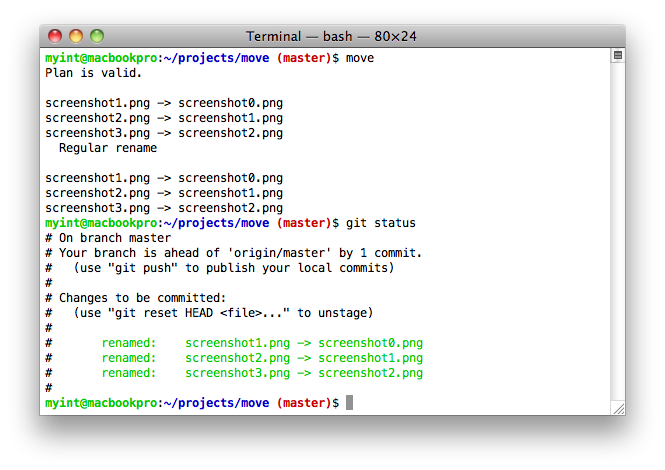 Terminal — bash — 80×24
myint@macbookpro:~/projects/move (master)$ move
Plan is valid.

screenshot1.png -> screenshot0.png
screenshot2.png -> screenshot1.png
screenshot3.png -> screenshot2.png
  Regular rename

screenshot1.png -> screenshot0.png
screenshot2.png -> screenshot1.png
screenshot3.png -> screenshot2.png
myint@macbookpro:~/projects/move (master)$ git status
# On branch master
# Your branch is ahead of 'origin/master' by 1 commit.
#   (use "git push" to publish your local commits)
#
# Changes to be committed:
#   (use "git reset HEAD <file>..." to unstage)
#
#       renamed:    screenshot1.png -> screenshot0.png
#       renamed:    screenshot2.png -> screenshot1.png
#       renamed:    screenshot3.png -> screenshot2.png
#
myint@macbookpro:~/projects/move (master)$